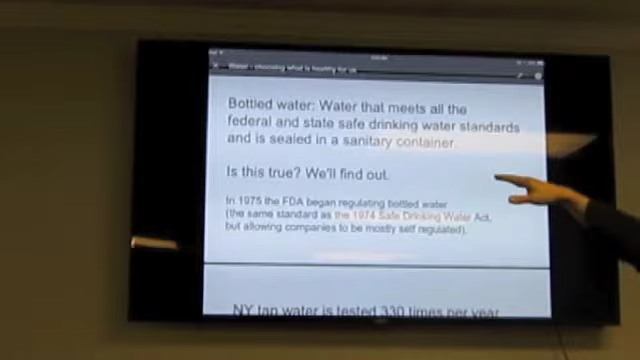 Water - choosing what is healthy for us
Bottled water: Water that meets all the
federal and state safe drinking water standards
and is sealed in a sanitary container.
Is this true? We'll find out.
In 1975 the FDA began regulating bottled water
(the same standard as the 1974 Safe Drinking Water Act,
but allowing companies to be mostly self regulated).
NY tap water is tested 330 times per year